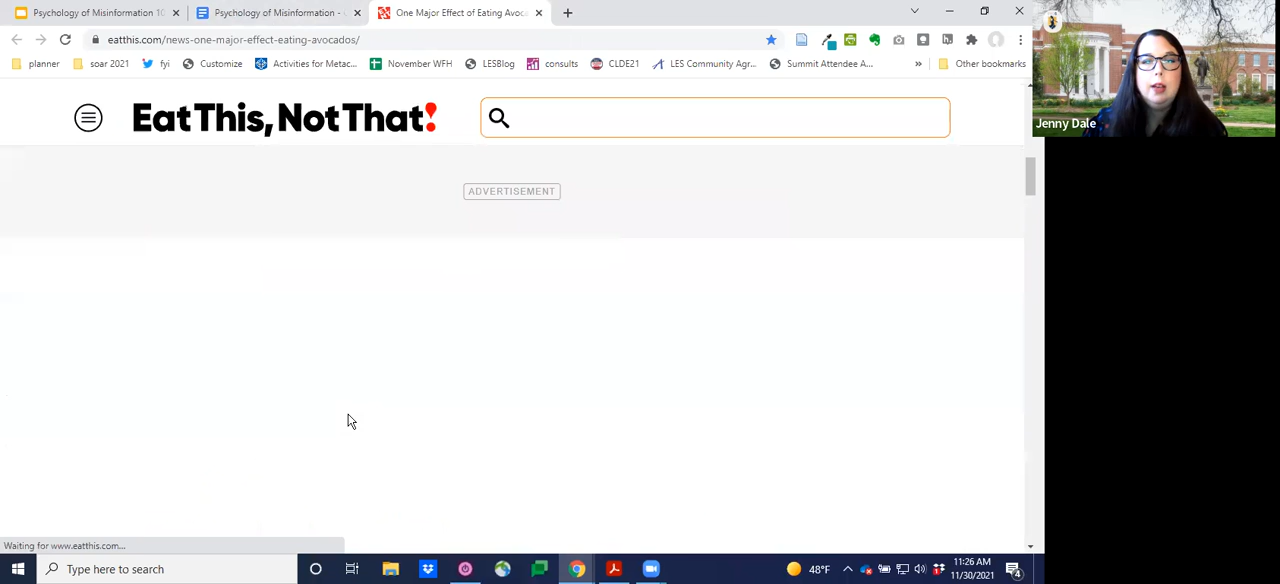 Psychology of Misinformation 10
Psychology of Misinformation -
One Major Effect of Eating Avoca
eatthis.com/news-one-major-effect-eating-avocados/
planner
soar 2021
fyi
Customize
Activities for Metac...
November WFH
LESBlog
consults
CLDE21
LES Community Agr...
Summit Attendee A...
»
Other bookmarks
Eat This, Not That!
ADVERTISEMENT
Jenny Dale
Waiting for www.eatthis.com...
Type here to search
48°F
11:26 AM
11/30/2021
4